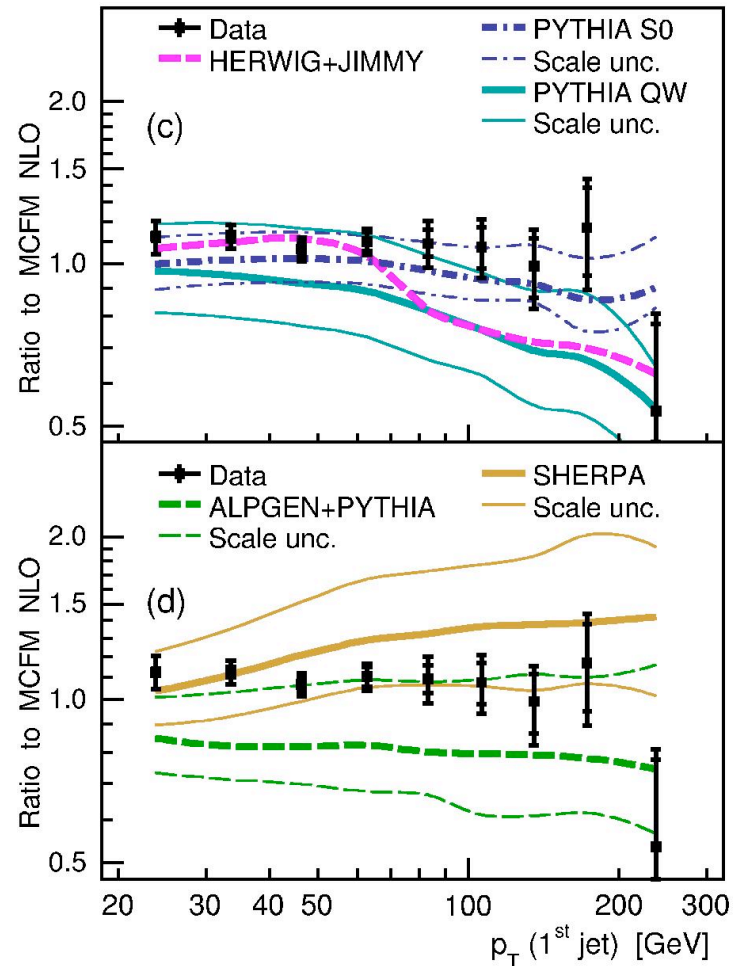 Data
HERWIG+JIMMY
PYTHIA S0
Scale unc.
PYTHIA QW
Scale unc.
(c)
Ratio to MCFM NLO
2.0
1.5
1.0
0.5
Data
ALPGEN+PYTHIA
Scale unc.
SHERPA
Scale unc.
(d)
Ratio to MCFM NLO
2.0
1.5
1.0
0.5
20 30 40 50 100 200 300
p_T (1^st jet) [GeV]